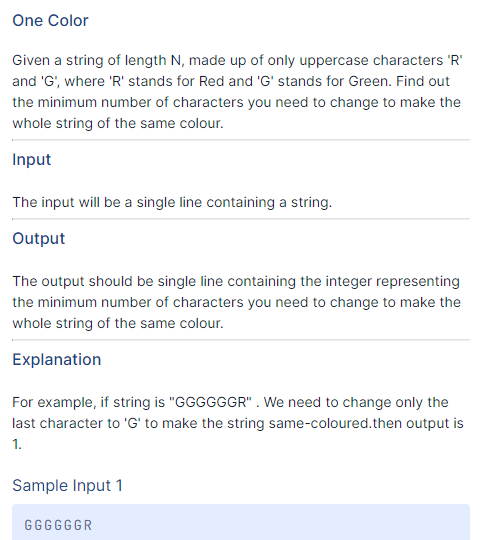 One Color
Given a string of length N, made up of only uppercase characters 'R'
and 'G', where 'R' stands for Red and 'G' stands for Green. Find out
the minimum number of characters you need to change to make the
whole string of the same colour.
Input
The input will be a single line containing a string.
Output
The output should be single line containing the integer representing
the minimum number of characters you need to change to make the
whole string of the same colour.
Explanation
For example, if string is "GGGGGGR" . We need to change only the
last character to 'G' to make the string same-coloured.then output is
1.
Sample Input 1
GGGGGGR